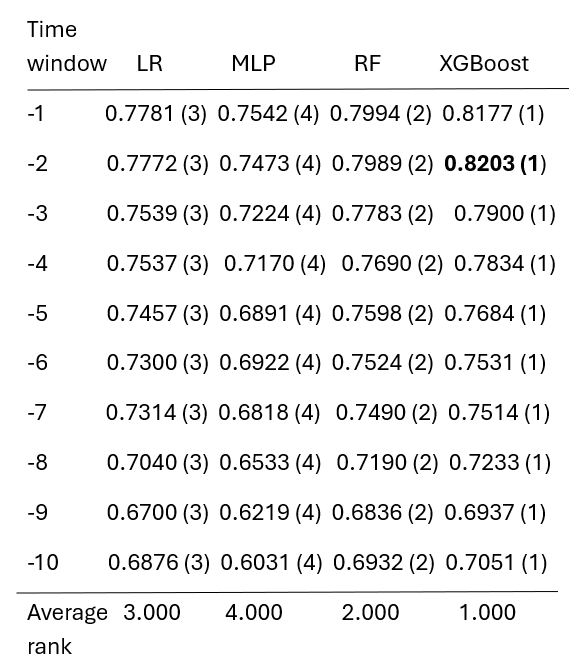 Time
window LR MLP RF XGBoost
-1 0.7781 (3) 0.7542 (4) 0.7994 (2) 0.8177 (1)
-2 0.7772 (3) 0.7473 (4) 0.7989 (2) 0.8203 (1)
-3 0.7539 (3) 0.7224 (4) 0.7783 (2) 0.7900 (1)
-4 0.7537 (3) 0.7170 (4) 0.7690 (2) 0.7834 (1)
-5 0.7457 (3) 0.6891 (4) 0.7598 (2) 0.7684 (1)
-6 0.7300 (3) 0.6922 (4) 0.7524 (2) 0.7531 (1)
-7 0.7314 (3) 0.6818 (4) 0.7490 (2) 0.7514 (1)
-8 0.7040 (3) 0.6533 (4) 0.7190 (2) 0.7233 (1)
-9 0.6700 (3) 0.6219 (4) 0.6836 (2) 0.6937 (1)
-10 0.6876 (3) 0.6031 (4) 0.6932 (2) 0.7051 (1)
Average 3.000 4.000 2.000 1.000
rank